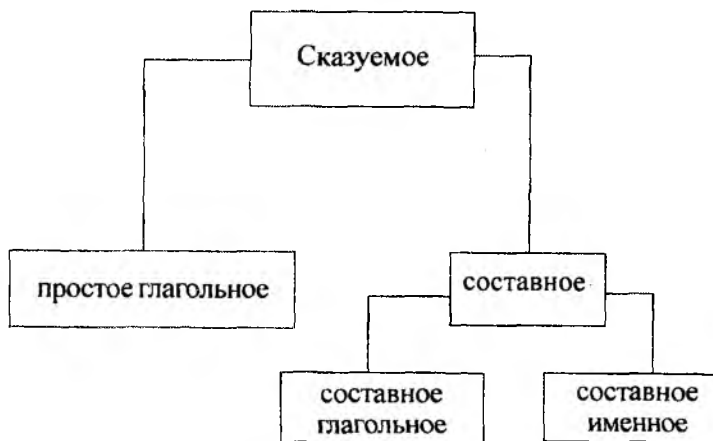 Сказуемое
простое глагольное
составное
составное
глагольное
составное
именное